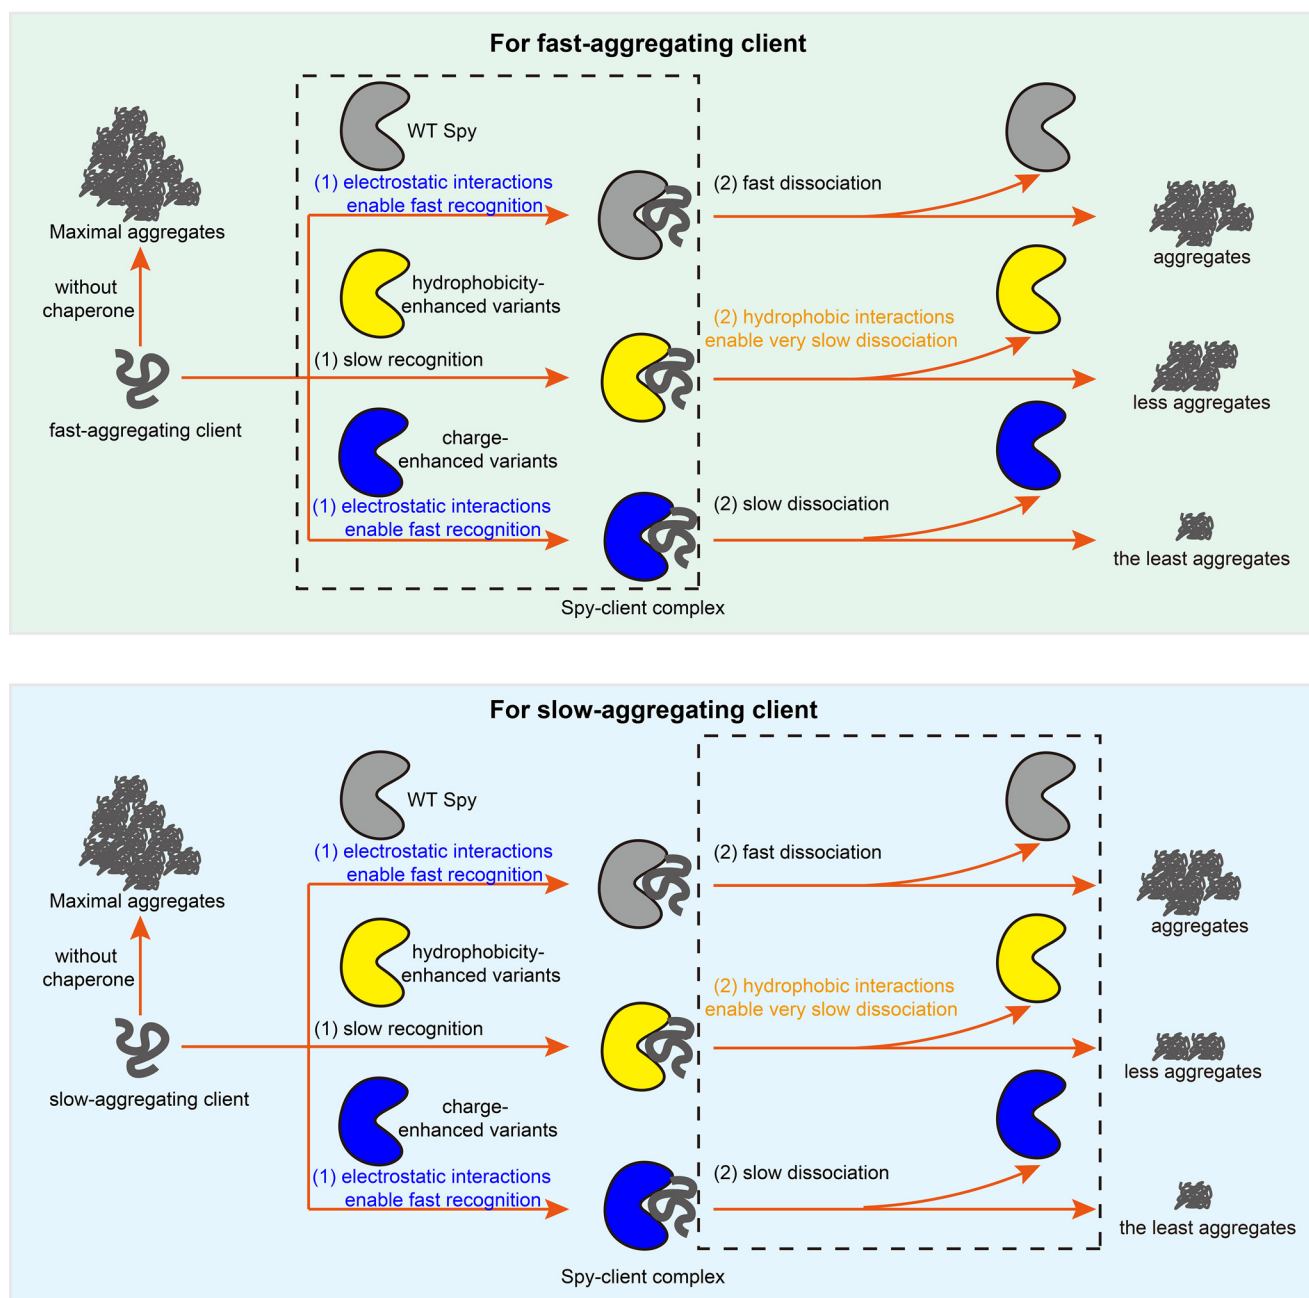 For fast-aggregating client
WT Spy
(1) electrostatic interactions
enable fast recognition
(2) fast dissociation
Maximal aggregates
aggregates
without
chaperone
hydrophobicity-
enhanced variants
(2) hydrophobic interactions
enable very slow dissociation
(1) slow recognition
less aggregates
fast-aggregating client
charge-
enhanced variants
(1) electrostatic interactions
enable fast recognition
(2) slow dissociation
the least aggregates
Spy-client complex
For slow-aggregating client
WT Spy
(1) electrostatic interactions
enable fast recognition
(2) fast dissociation
Maximal aggregates
aggregates
without
chaperone
hydrophobicity-
enhanced variants
(2) hydrophobic interactions
enable very slow dissociation
(1) slow recognition
less aggregates
slow-aggregating client
charge-
enhanced variants
(1) electrostatic interactions
enable fast recognition
(2) slow dissociation
the least aggregates
Spy-client complex